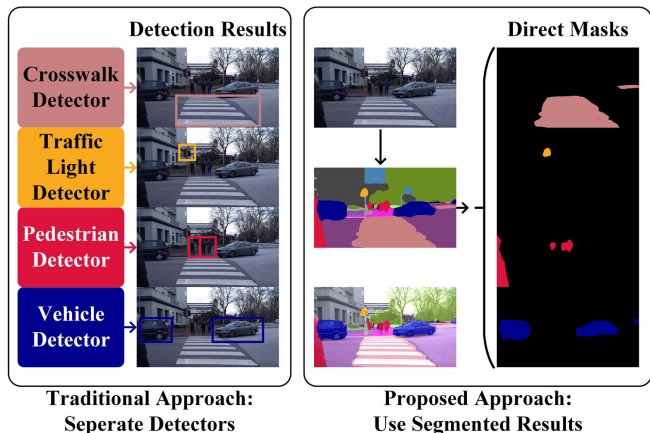 Detection Results
Crosswalk
Detector
Traffic
Light
Detector
Pedestrian
Detector
Vehicle
Detector
Traditional Approach:
Seperate Detectors
Direct Masks
Proposed Approach:
Use Segmented Results